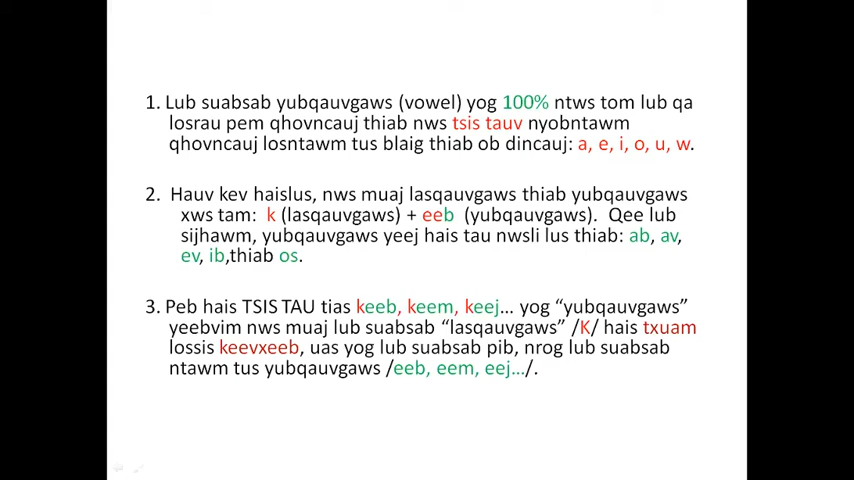 1. Lub suabsab yubqauvgaws (vowel) yog 100% ntws tom lub qa
losrau pem qhovncauj thiab nws tsis tauv nyobntawm
qhovncauj losntawm tus blaig thiab ob dincauj: a, e, i, o, u, w.
2. Hauv kev haislus, nws muaj lasqauvgaws thiab yubqauvgaws
xws tam: k (lasqauvgaws) + eeb (yubqauvgaws). Qee lub
sijhawm, yubqauvgaws yeej hais tau nwsli lus thiab: ab, av,
ev, ib,thiab os.
3. Peb hais TSIS TAU tias keeb, keem, keej... yog “yubqauvgaws”
yeebvim nws muaj lub suabsab “lasqauvgaws” /K/ hais txuam
lossis keevxeeb, uas yog lub suabsab pib, nrog lub suabsab
ntawm tus yubqauvgaws /eeb, eem, eej.../.